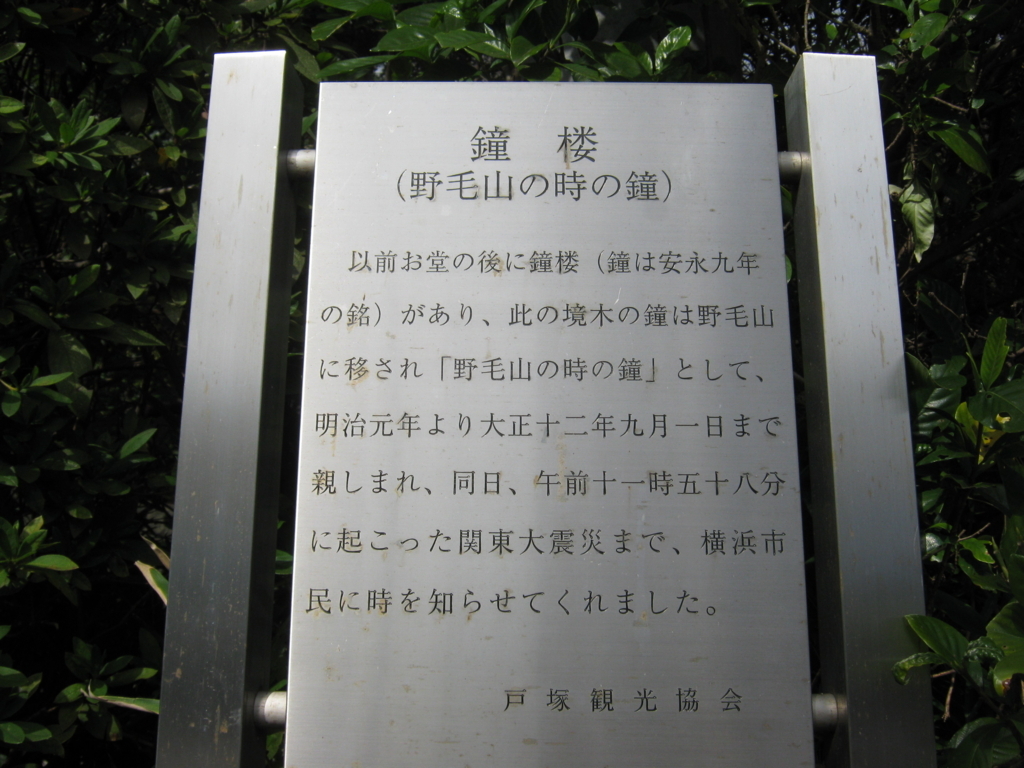 鐘　楼
（野毛山の時の鐘）
以前お堂の後に鐘楼（鐘は安永九年
の銘）があり、此の境木の鐘は野毛山
に移され「野毛山の時の鐘」として、
明治元年より大正十二年九月一日まで
親しまれ、同日、午前十一時五十八分
に起こった関東大震災まで、横浜市
民に時を知らせてくれました。
戸塚観光協会